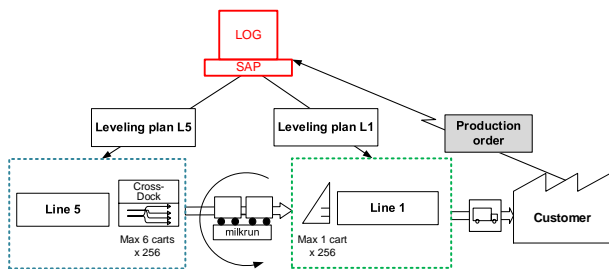 LOG
SAP
Leveling plan L5
Leveling plan L1
Production
order
Line 5
Cross-
Dock
Max 6 carts
x 256
milkrun
Max 1 cart
x 256
Line 1
Customer